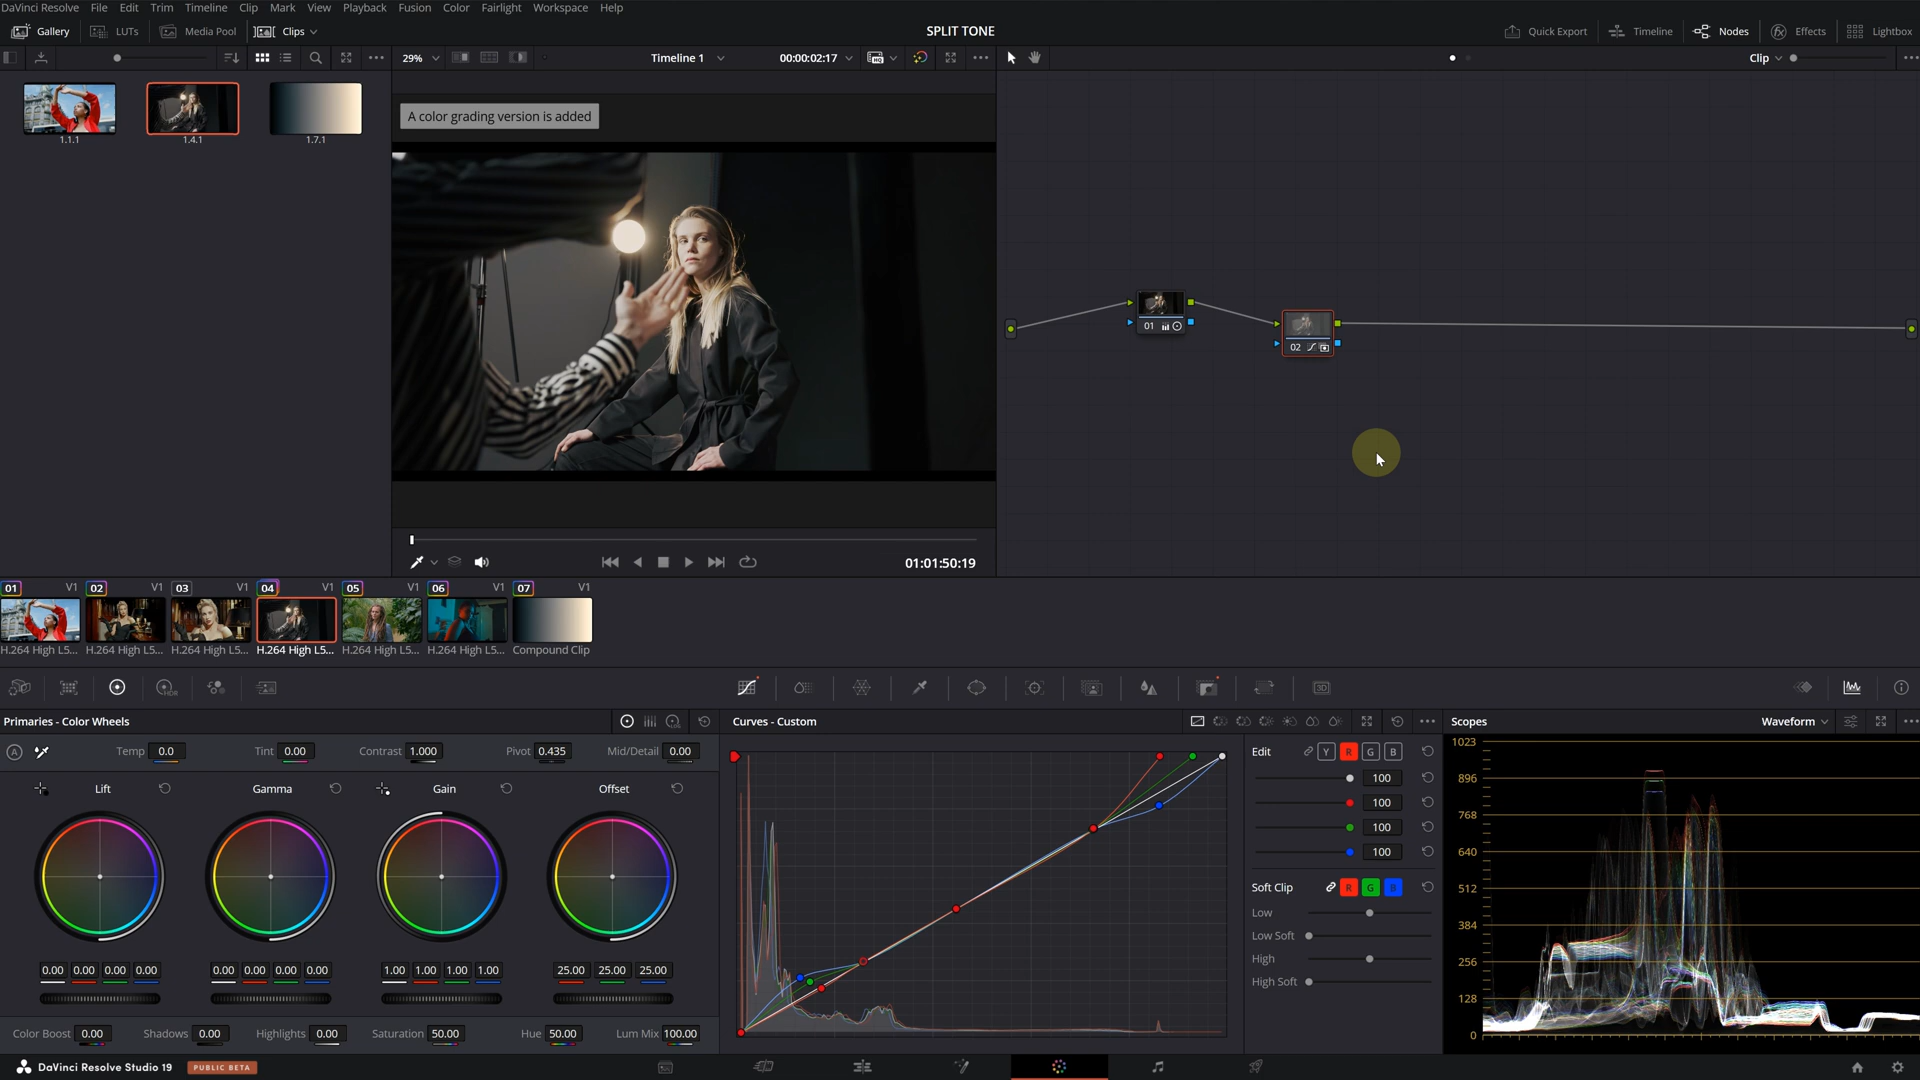 DaVinci Resolve File Edit Trim Timeline Clip Mark View Playback Fusion Color Fairlight Workspace Help
Gallery LUTs Media Pool Clips SPLIT TONE Quick Export Timeline Nodes Effects Lightbox
29% Timeline 1 00:00:02:17 Clip
A color grading version is added
1.1.1 1.4.1 1.7.1
01
02
01:01:50:19
01 V1 02 V1 03 V1 04 V1 05 V1 06 V1 07 V1
H.264 High L5... H.264 High L5... H.264 High L5... H.264 High L5... H.264 High L5... H.264 High L5... Compound Clip
HDR 3D
Primaries - Color Wheels Curves - Custom Scopes Waveform
A Temp 0.0 Tint 0.00 Contrast 1.000 Pivot 0.435 Mid/Detail 0.00
Lift Gamma Gain Offset
0.00 0.00 0.00 0.00 0.00 0.00 0.00 0.00 1.00 1.00 1.00 1.00 25.00 25.00 25.00
Color Boost 0.00 Shadows 0.00 Highlights 0.00 Saturation 50.00 Hue 50.00 Lum Mix 100.00
Edit Y R G B
100
100
100
100
Soft Clip R G B
Low
Low Soft
High
High Soft
1023
896
768
640
512
384
256
128
0
DaVinci Resolve Studio 19 PUBLIC BETA